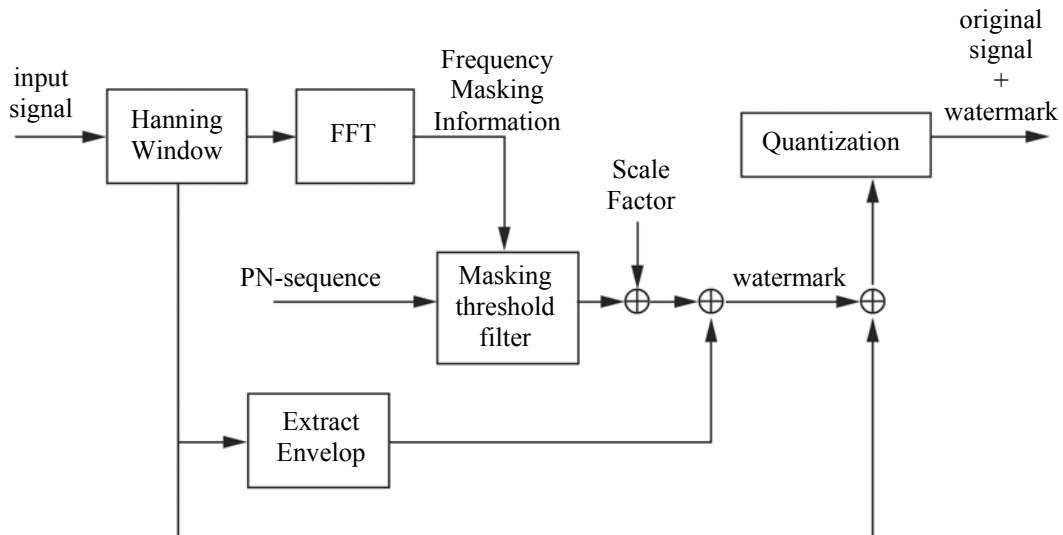 input
signal
Hanning
Window
FFT
Frequency
Masking
Information
PN-sequence
Masking
threshold
filter
Scale
Factor
watermark
Extract
Envelop
Quantization
original
signal
+
watermark